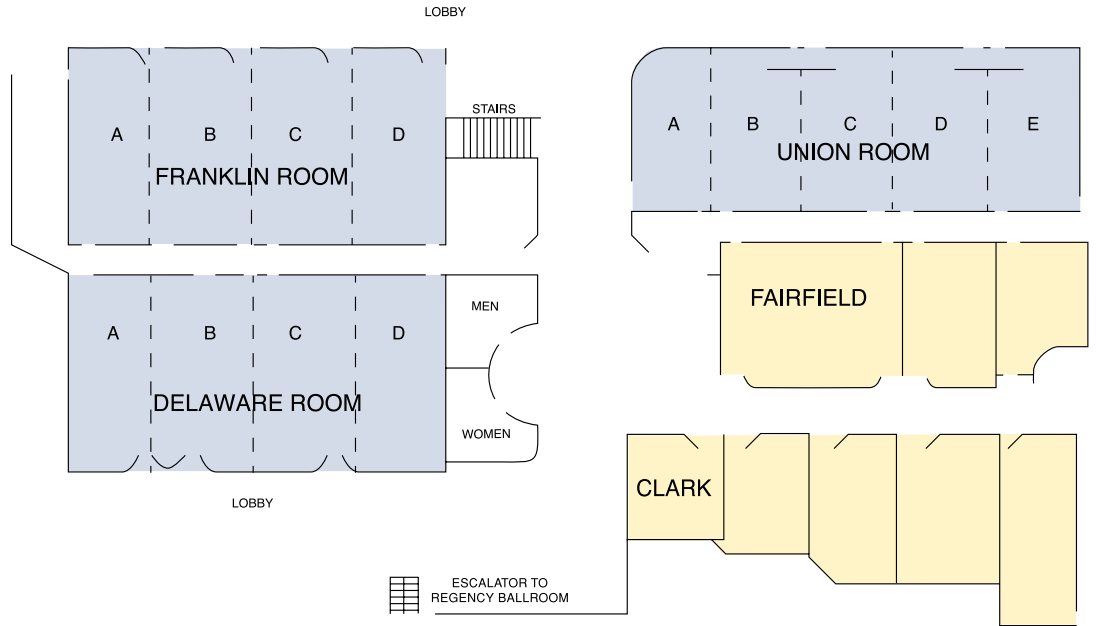 LOBBY
STAIRS
A B C D
FRANKLIN ROOM
A B C D E
UNION ROOM
MEN
FAIRFIELD
A B C D
DELAWARE ROOM
WOMEN
CLARK
LOBBY
ESCALATOR TO
REGENCY BALLROOM